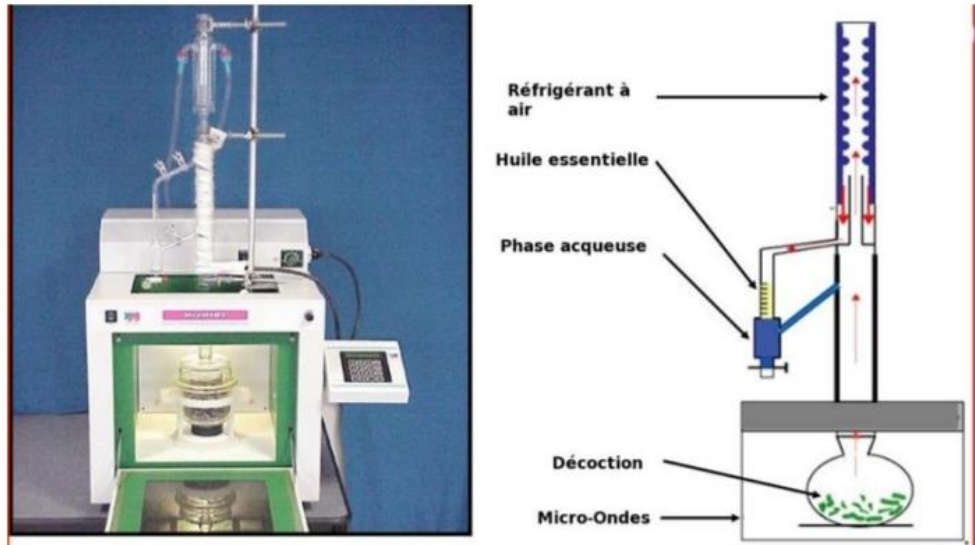 Réfrigérant à
air
Huile essentielle
Phase acqueuse
Décoction
Micro-Ondes